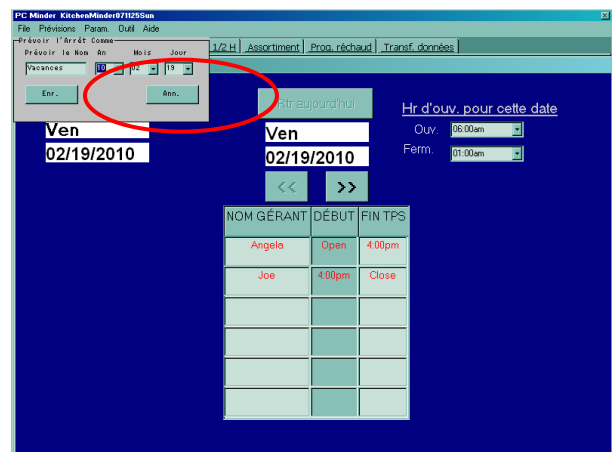 PC Minder KitchenMinder071125Sun
File Prévisions Param. Outil Aide
Prévoir l'Arrêt Comme
Prévoir le Nom An Mois Jour
Vacances 10 02 19
Enr. Ann.
1/2 H Assortiment Prog. réchaud Transf. données
Rtr aujourd'hui
Hr d'ouv. pour cette date
Ven Ven Ouv. 06:00am
02/19/2010 02/19/2010 Ferm. 01:00am
<< >>
NOM GÉRANT DÉBUT FIN TPS
Angela Open 4:00pm
Joe 4:00pm Close